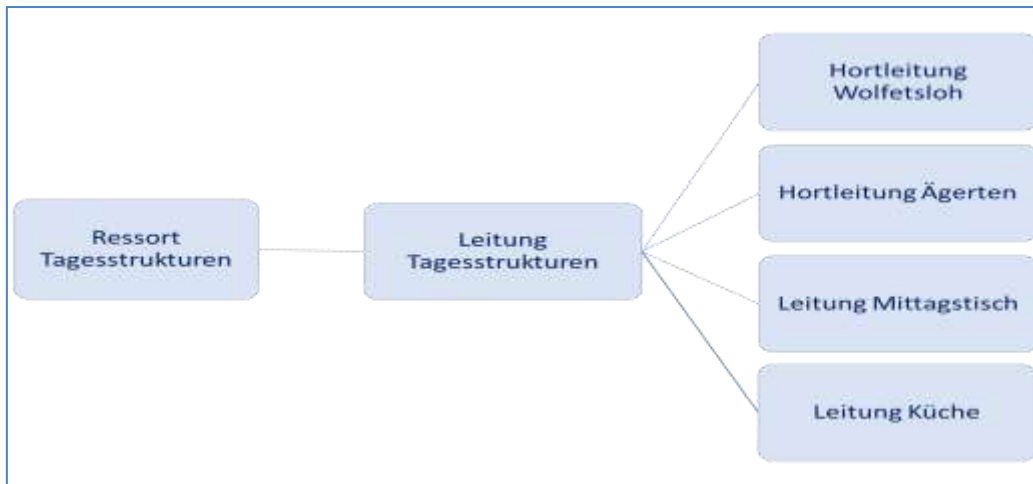 Ressort
Tagesstrukturen
Leitung
Tagesstrukturen
Hortleitung
Wolfetsloh
Hortleitung Ägerten
Leitung Mittagstisch
Leitung Küche